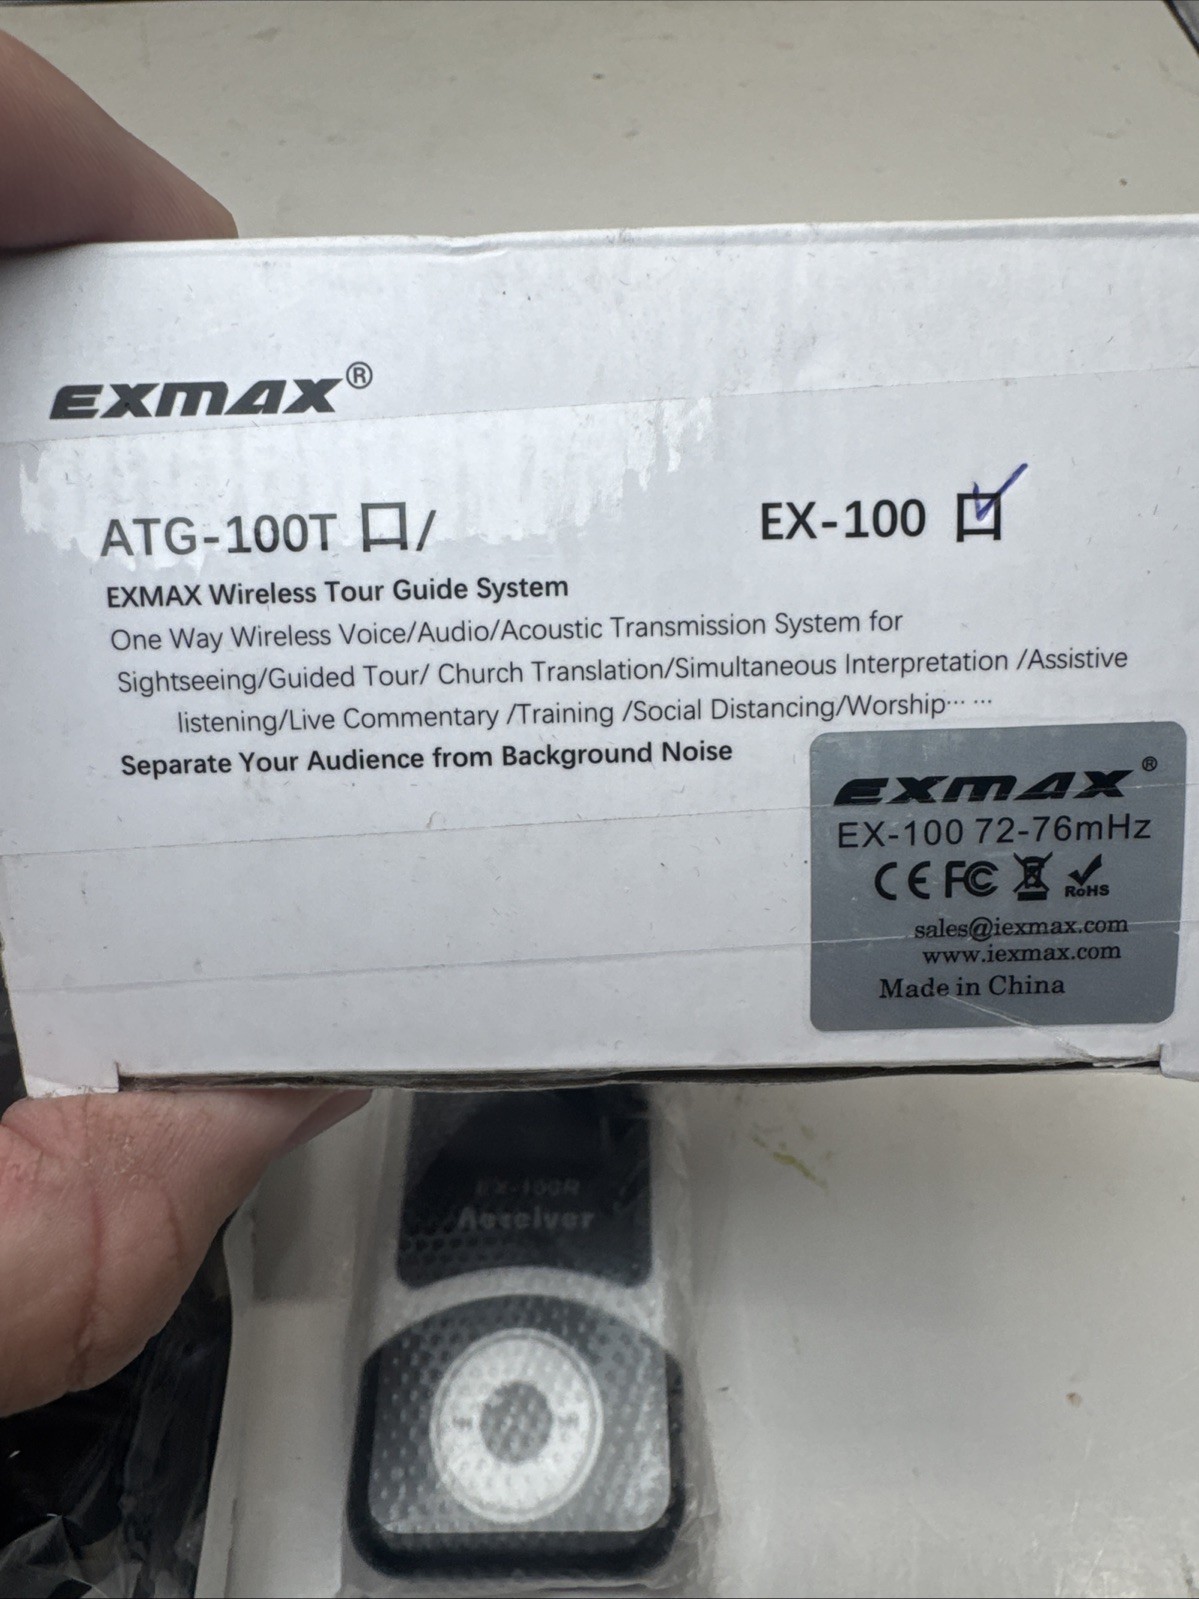 EXMAX®
ATG-100T □/ EX-100 □
EXMAX Wireless Tour Guide System
One Way Wireless Voice/Audio/Acoustic Transmission System for
Sightseeing/Guided Tour/ Church Translation/Simultaneous Interpretation /Assistive
listening/Live Commentary /Training /Social Distancing/Worship··· ···
Separate Your Audience from Background Noise
EXMAX®
EX-100 72-76mHz
CE FC RoHS
sales@iexmax.com
www.iexmax.com
Made in China
EX-100R
Receiver